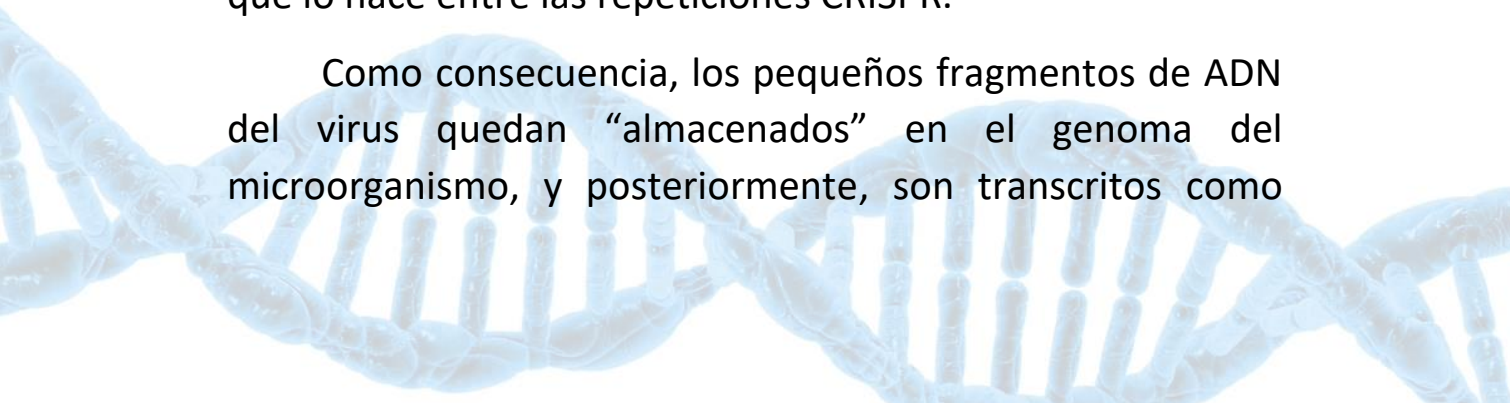 que lo hace entre las repeticiones CRISPR.
Como consecuencia, los pequeños fragmentos de ADN
del virus quedan “almacenados” en el genoma del
microorganismo, y posteriormente, son transcritos como